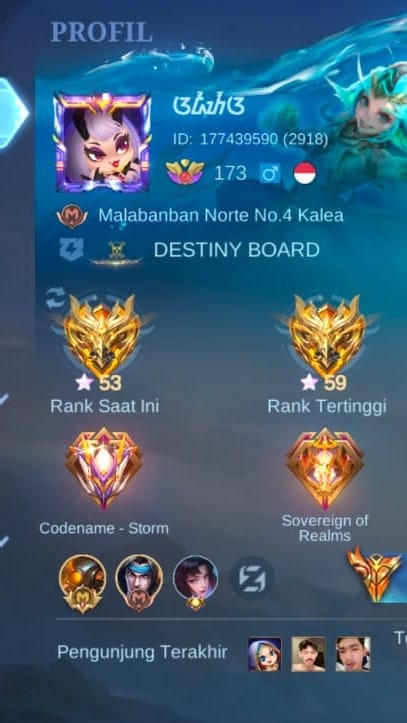 PROFIL
ID: 177439590 (2918)
173
Malabanban Norte No.4 Kalea
DESTINY BOARD
53
59
Rank Saat Ini
Rank Tertinggi
Codename - Storm
Sovereign of
Realms
Pengunjung Terakhir